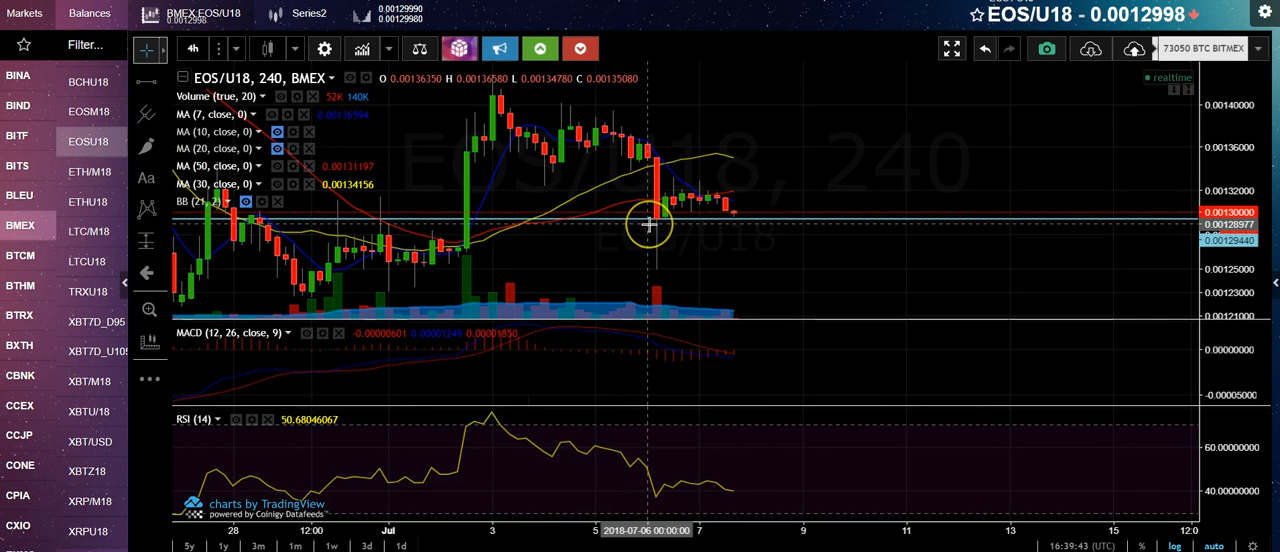 Markets
Balances
BMEX:EOS/U18
0.0012998
Series2
0.00129990
0.00129980
EOS/U18 - 0.0012998
Filter...
4h
73050 BTC BITMEX
BINA
BIND
BITF
BITS
BLEU
BMEX
BTCM
BTHM
BTRX
BXTH
CBNK
CCEX
CCJP
CONE
CPIA
CXIO
BCHU18
EOSM18
EOSU18
ETH/M18
ETHU18
LTC/M18
LTCU18
TRXU18
XBT7D_D95
XBT7D_U105
XBT/M18
XBTU/18
XBT/USD
XBTZ18
XRP/M18
XRPU18
EOS/U18, 240, BMEX
O 0.00136350 H 0.00136580 L 0.00134780 C 0.00135080
realtime
Volume (true, 20) 52K 140K
MA (7, close, 0) 0.00136594
MA (10, close, 0)
MA (20, close, 0)
MA (50, close, 0) 0.00131197
MA (30, close, 0) 0.00134156
BB (21, 2)
EOS/U18, 240
EOS/U18
0.00140000
0.00136000
0.00132000
0.00130000
0.00128977
0.00129440
0.00125000
0.00123000
0.00121000
MACD (12, 26, close, 9) -0.00000601 0.00001249 0.00001850
0.00000000
-0.00005000
RSI (14) 50.68046067
60.00000000
40.00000000
charts by TradingView
powered by Coinigy Datafeeds
28
12:00
Jul
3
5
2018-07-06 00:00:00
7
9
11
13
15
12:0
5y
1y
3m
1m
1w
3d
1d
16:39:43 (UTC)
%
log
auto